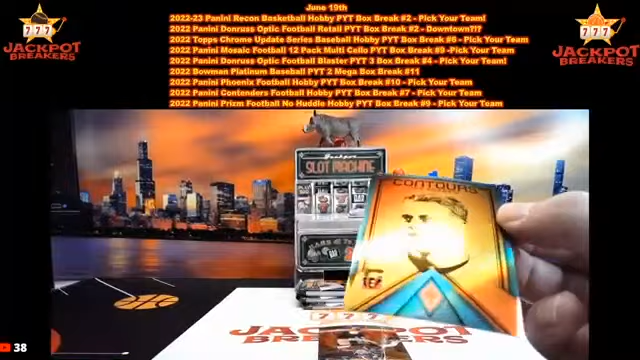 June 19th
2022-23 Panini Recon Basketball Hobby PYT Box Break #2 - Pick Your Team!
2022 Panini Donruss Optic Football Retail PYT Box Break #2 - Downtown?!?
2022 Topps Chrome Update Series Baseball Hobby PYT Box Break #6 - Pick Your Team
2022 Panini Mosaic Football 12 Pack Multi Cello PYT Box Break #9 -Pick Your Team
2022 Panini Donruss Optic Football Blaster PYT 3 Box Break #4 - Pick Your Team!
2022 Bowman Platinum Baseball PYT 2 Mega Box Break #11
2022 Panini Phoenix Football Hobby PYT Box Break #10 - Pick Your Team
2022 Panini Contenders Football Hobby PYT Box Break #7 - Pick Your Team
2022 Panini Prizm Football No Huddle Hobby PYT Box Break #9 - Pick Your Team
777
JACKPOT
BREAKERS
777
JACKPOT
BREAKERS
SLOT MACHINE
CONTOURS
777
JACKPOT
BREAKERS
38